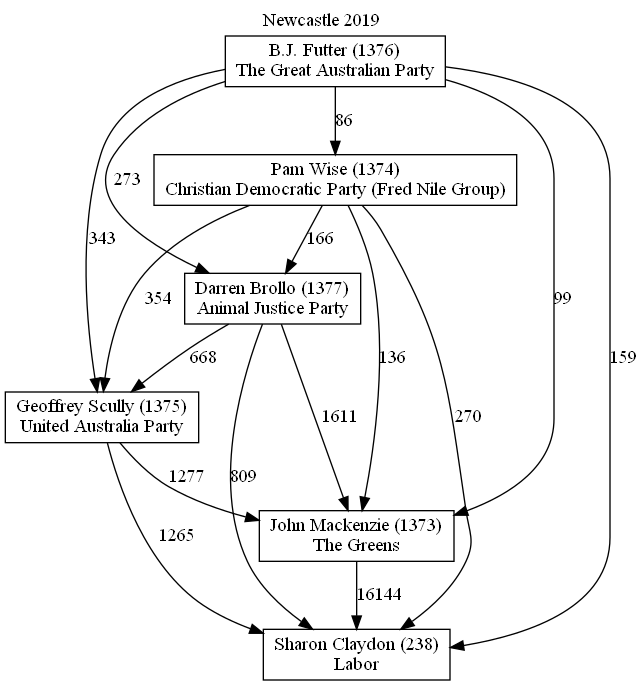 Newcastle 2019
B.J. Futter (1376)
The Great Australian Party
86
Pam Wise (1374)
Christian Democratic Party (Fred Nile Group)
273
343
166
Darren Brollo (1377)
Animal Justice Party
354
99
668
136
159
Geoffrey Scully (1375)
United Australia Party
1611
270
1277
809
John Mackenzie (1373)
The Greens
1265
16144
Sharon Claydon (238)
Labor